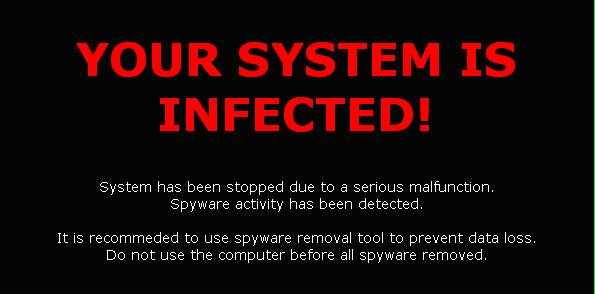 YOUR SYSTEM IS
INFECTED!
System has been stopped due to a serious malfunction.
Spyware activity has been detected.
It is recommeded to use spyware removal tool to prevent data loss.
Do not use the computer before all spyware removed.